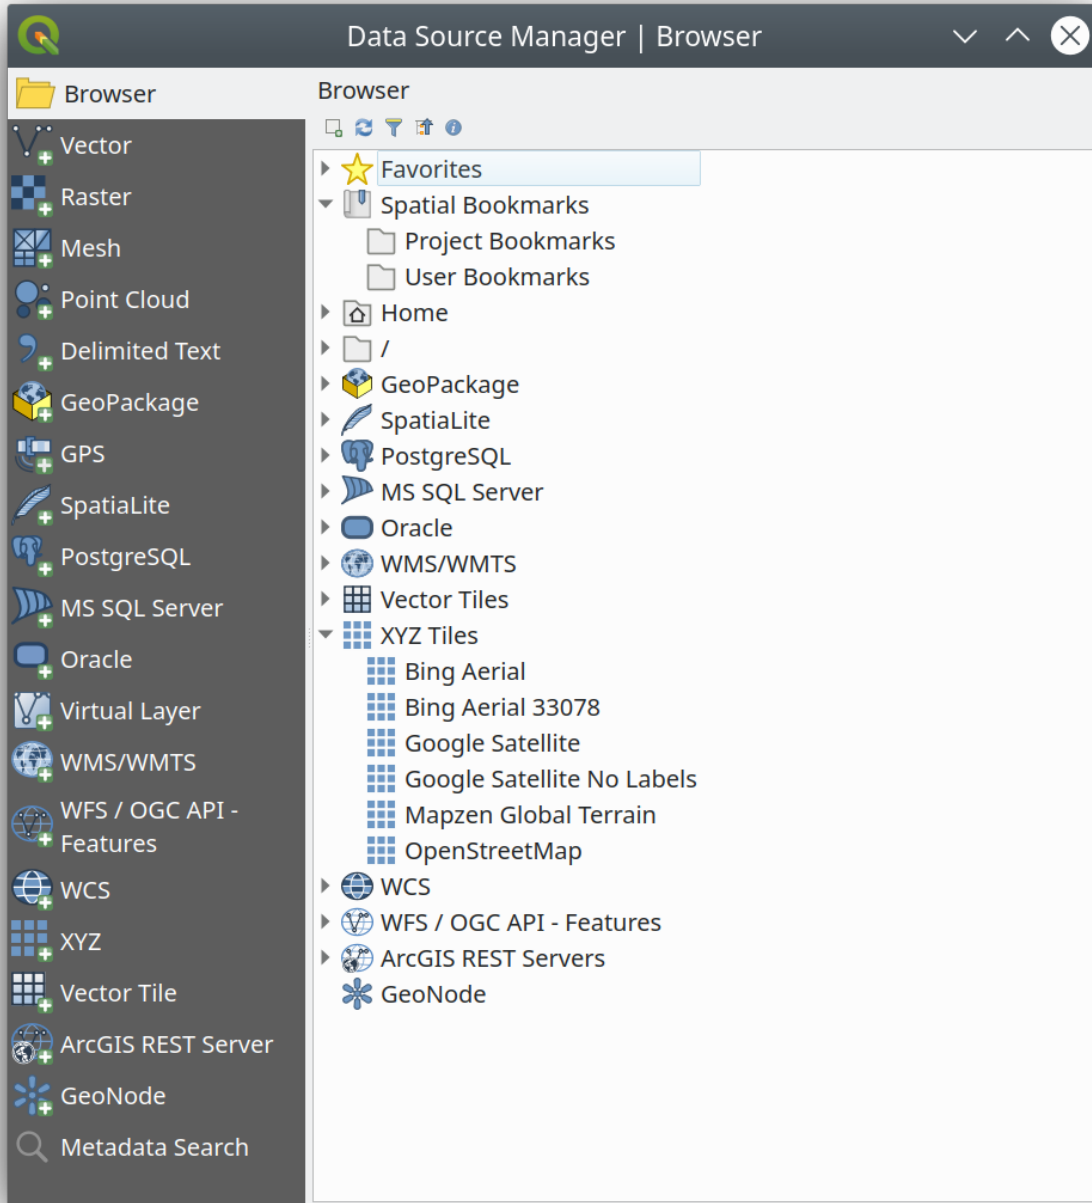 Data Source Manager | Browser
Browser
Vector
Raster
Mesh
Point Cloud
Delimited Text
GeoPackage
GPS
SpatiaLite
PostgreSQL
MS SQL Server
Oracle
Virtual Layer
WMS/WMTS
WFS / OGC API -
Features
WCS
XYZ
Vector Tile
ArcGIS REST Server
GeoNode
Metadata Search
Browser
Favorites
Spatial Bookmarks
Project Bookmarks
User Bookmarks
Home
/
GeoPackage
SpatiaLite
PostgreSQL
MS SQL Server
Oracle
WMS/WMTS
Vector Tiles
XYZ Tiles
Bing Aerial
Bing Aerial 33078
Google Satellite
Google Satellite No Labels
Mapzen Global Terrain
OpenStreetMap
WCS
WFS / OGC API - Features
ArcGIS REST Servers
GeoNode